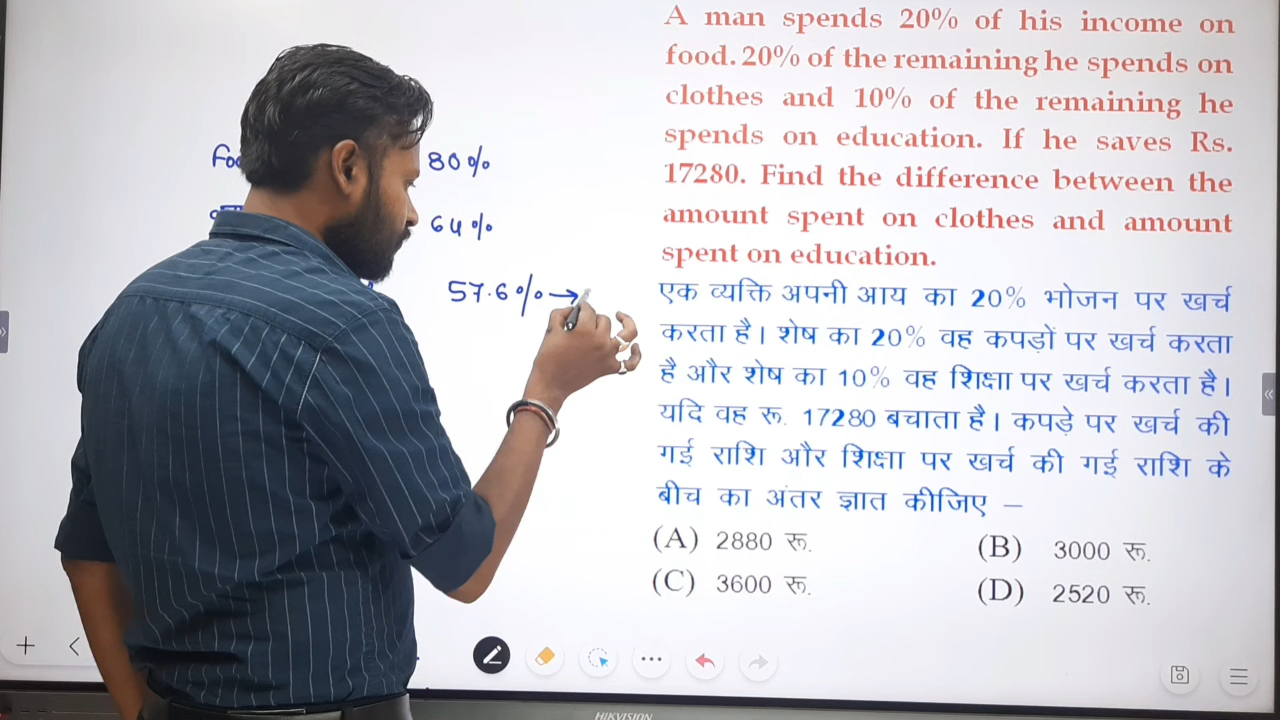 A man spends 20% of his income on
food. 20% of the remaining he spends on
clothes and 10% of the remaining he
spends on education. If he saves Rs.
17280. Find the difference between the
amount spent on clothes and amount
spent on education.
एक व्यक्ति अपनी आय का 20% भोजन पर खर्च
करता है। शेष का 20% वह कपड़ों पर खर्च करता
है और शेष का 10% वह शिक्षा पर खर्च करता है।
यदि वह रू. 17280 बचाता है। कपड़े पर खर्च की
गई राशि और शिक्षा पर खर्च की गई राशि के
बीच का अंतर ज्ञात कीजिए –
(A) 2880 रू. (B) 3000 रू.
(C) 3600 रू. (D) 2520 रू.
80%
64%
57.6% →
HIKVISION